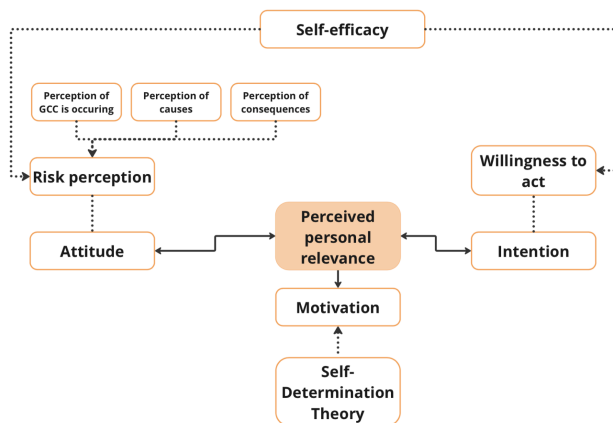 Self-efficacy
Perception of
GCC is occuring
Perception of
causes
Perception of
consequences
Risk perception
Willingness to
act
Perceived
personal
relevance
Attitude
Intention
Motivation
Self-
Determination
Theory